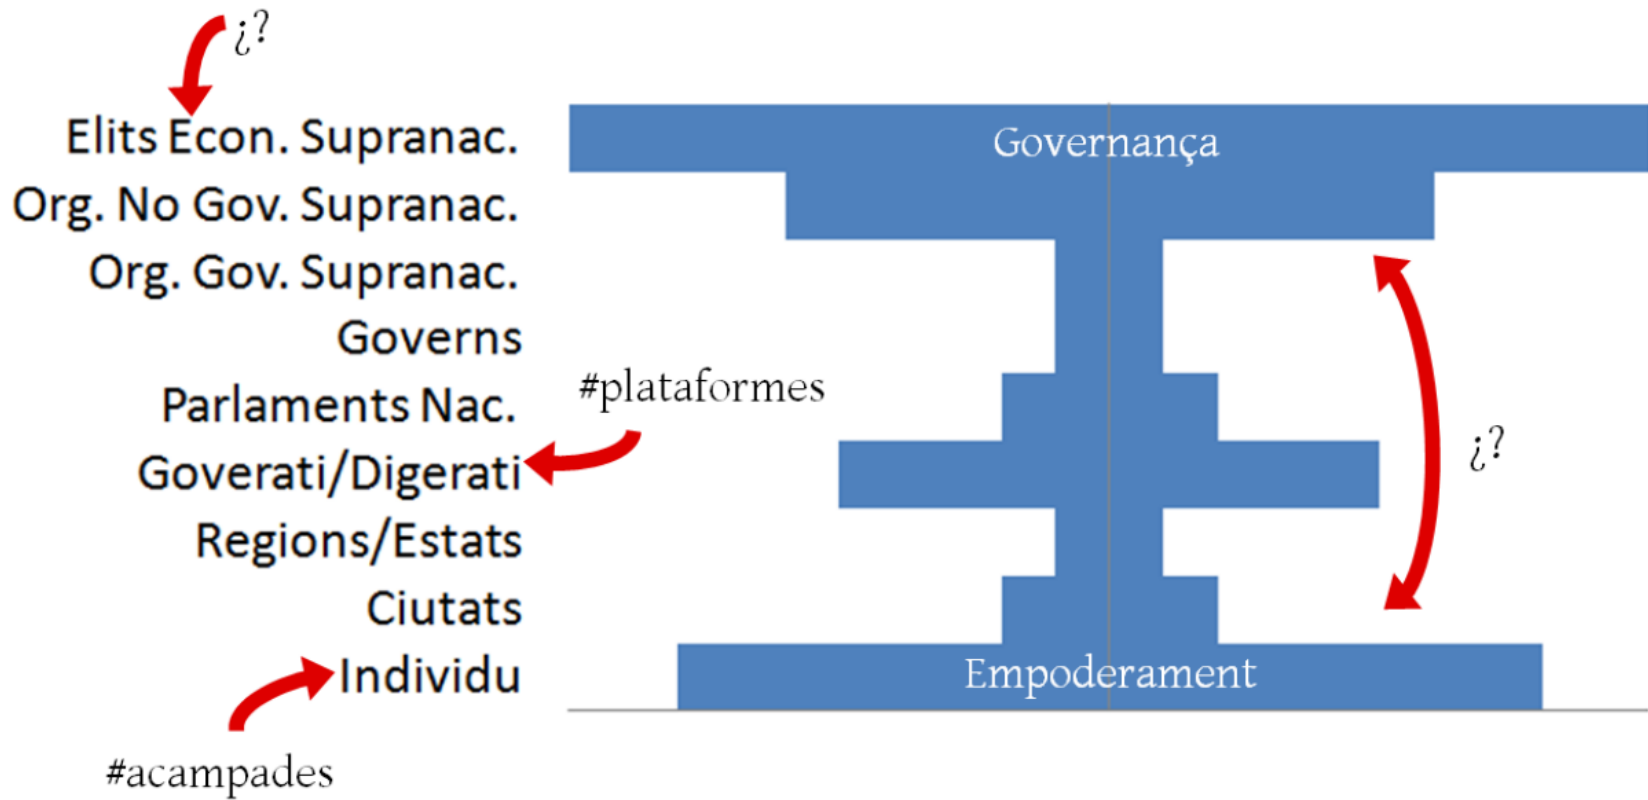 ¿?
Elits Econ. Supranac.
Governança
Org. No Gov. Supranac.
Org. Gov. Supranac.
Governs
#plataformes
Parlaments Nac.
¿?
Goverati/Digerati
Regions/Estats
Ciutats
Individu
Empoderament
#acampades